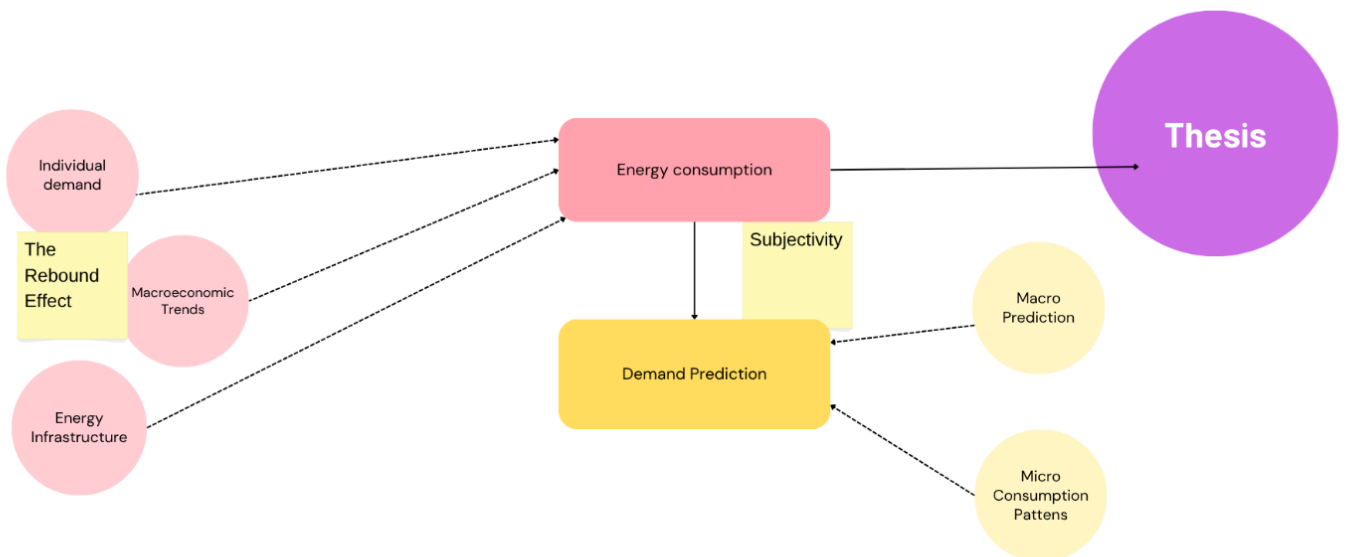 Thesis
Individual
demand
Energy consumption
The
Rebound
Effect
Subjectivity
Macroeconomic
Trends
Macro
Prediction
Demand Prediction
Energy
Infrastructure
Micro
Consumption
Pattens